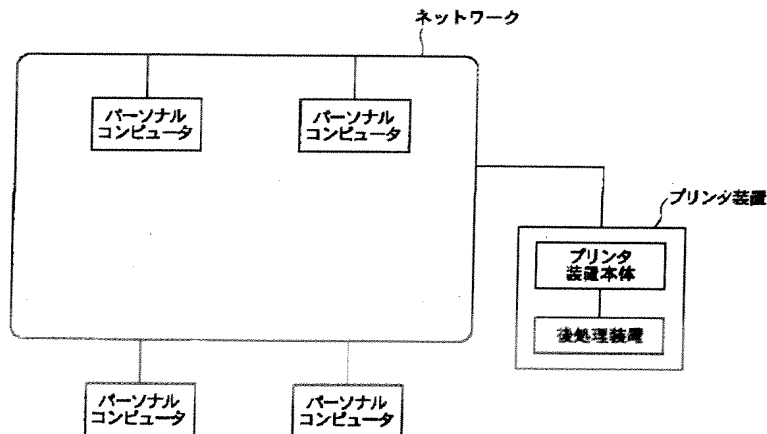 ネットワーク
パーソナル
コンピュータ
パーソナル
コンピュータ
プリンタ装置
プリンタ
装置本体
後処理装置
パーソナル
コンピュータ
パーソナル
コンピュータ